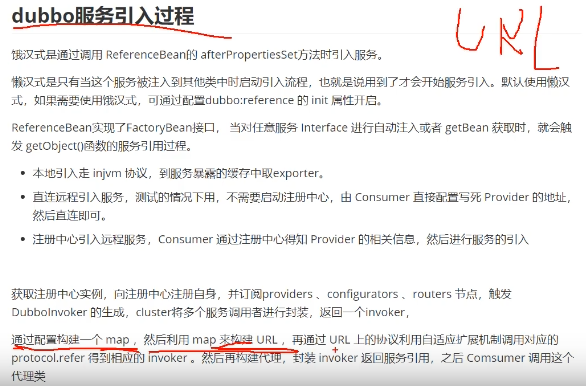 dubbo服务引入过程
URL
饿汉式是通过调用 ReferenceBean的 afterPropertiesSet方法时引入服务。
懒汉式是只有当这个服务被注入到其他类中时启动引入流程，也就是说用到了才会开始服务引入。默认使用懒汉
式，如果需要使用饿汉式，可通过配置dubbo:reference 的 init 属性开启。
ReferenceBean实现了FactoryBean接口， 当对任意服务 Interface 进行自动注入或者 getBean 获取时，就会触
发 getObject()函数的服务引用过程。
• 本地引入走 injvm 协议，到服务暴露的缓存中取exporter。
• 直连远程引入服务，测试的情况下用，不需要启动注册中心，由 Consumer 直接配置写死 Provider 的地址，
然后直连即可。
• 注册中心引入远程服务，Consumer 通过注册中心得知 Provider 的相关信息，然后进行服务的引入
获取注册中心实例，向注册中心注册自身，并订阅providers 、configurators 、routers 节点，触发
DubboInvoker 的生成，cluster将多个服务调用者进行封装，返回一个invoker，
通过配置构建一个 map ，然后利用 map 来构建 URL ，再通过 URL 上的协议利用自适应扩展机制调用对应的
protocol.refer 得到相应的 invoker 。然后再构建代理，封装 invoker 返回服务引用，之后 Comsumer 调用这个
代理类